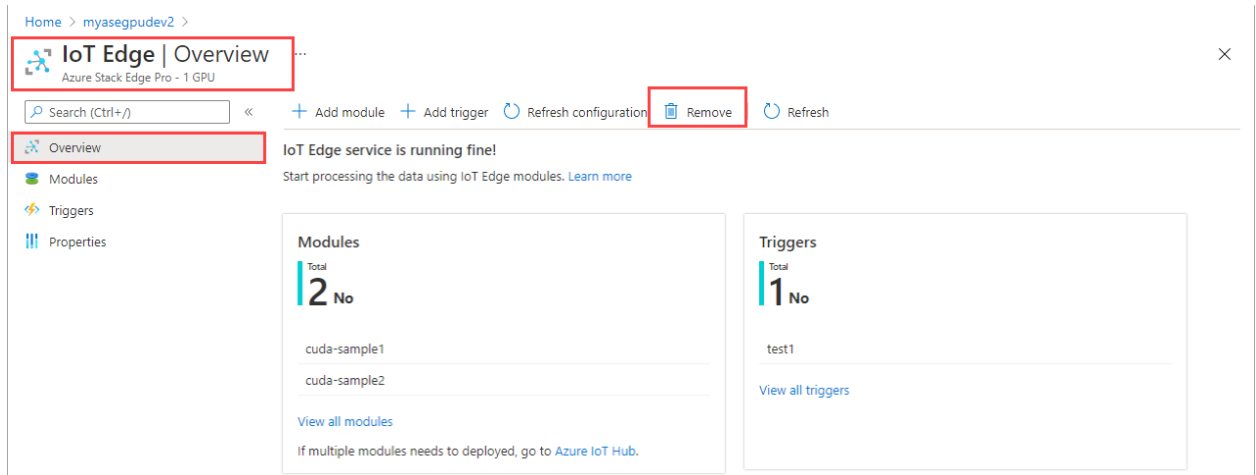 Home > myasegpudev2 >
IoT Edge | Overview ...
Azure Stack Edge Pro - 1 GPU
Search (Ctrl+/) «
Add module Add trigger Refresh configuration Remove Refresh
Overview
Modules
Triggers
Properties
IoT Edge service is running fine!
Start processing the data using IoT Edge modules. Learn more
Modules
Total
2 No
cuda-sample1
cuda-sample2
View all modules
If multiple modules needs to deployed, go to Azure IoT Hub.
Triggers
Total
1 No
test1
View all triggers